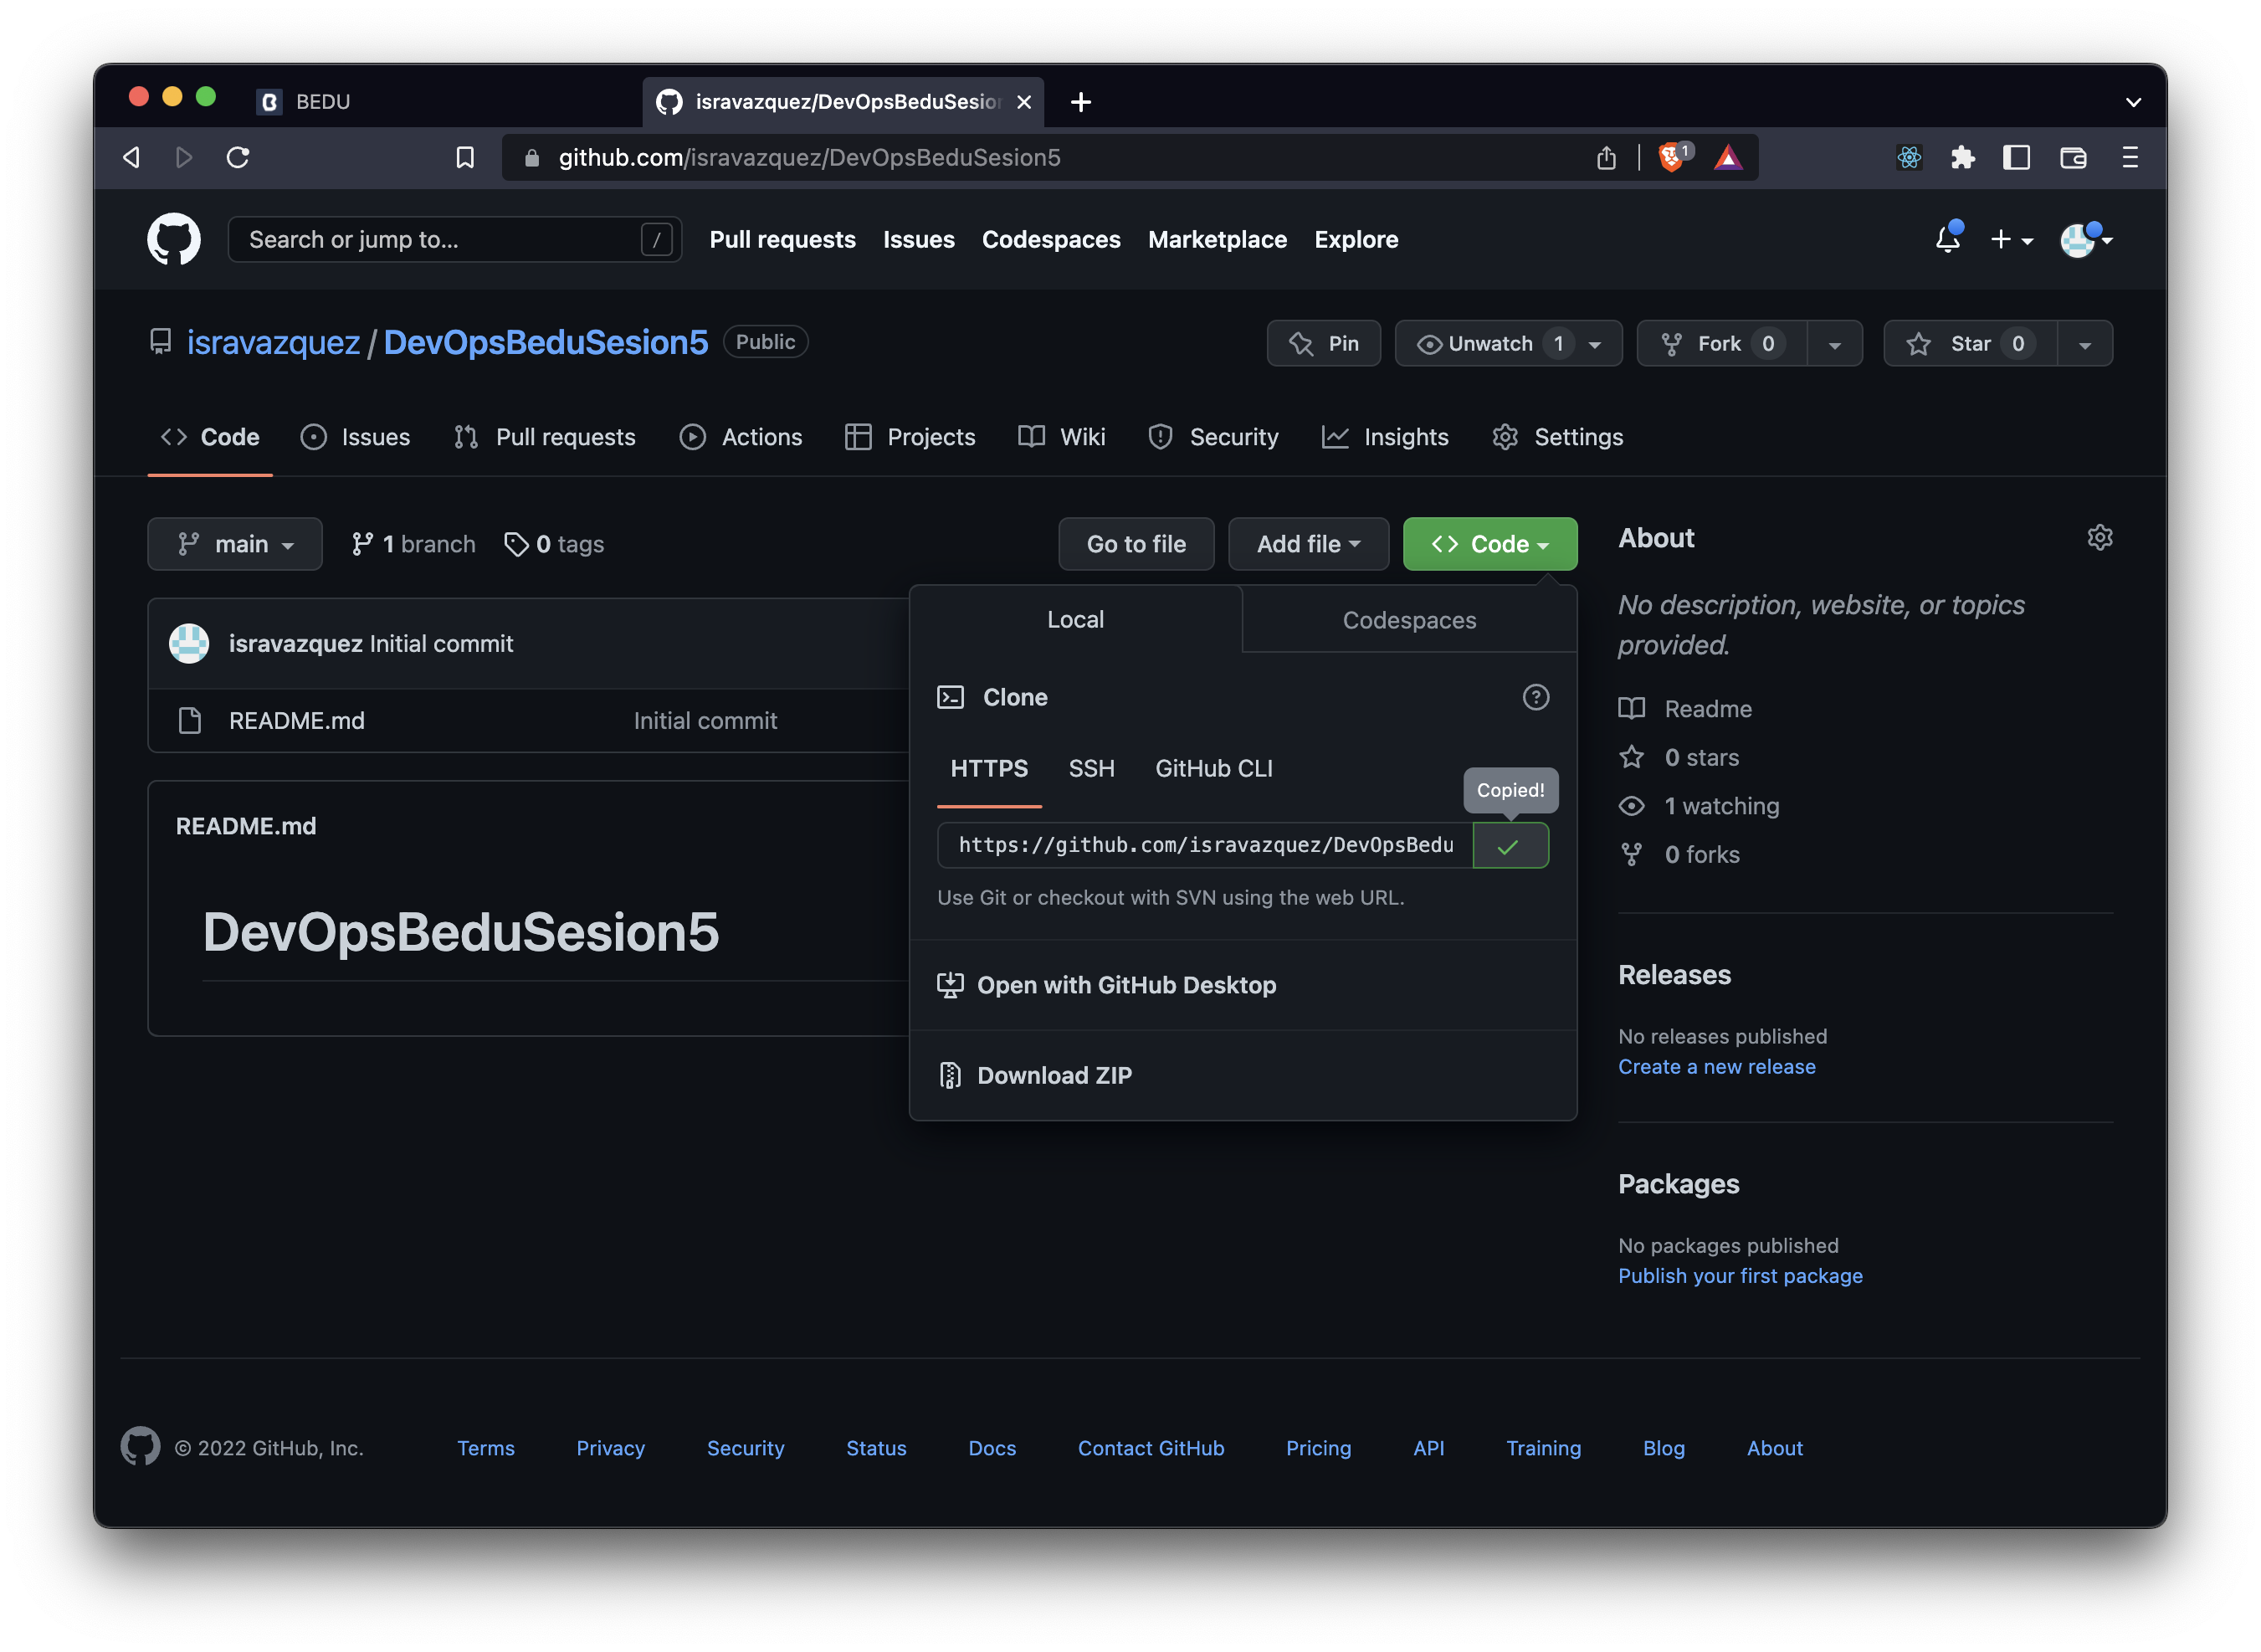 BEDU
isravazquez/DevOpsBeduSesion
github.com/isravazquez/DevOpsBeduSesion5
1
Search or jump to...
/
Pull requests Issues Codespaces Marketplace Explore
isravazquez / DevOpsBeduSesion5 Public
Pin
Unwatch 1
Fork 0
Star 0
Code Issues Pull requests Actions Projects Wiki Security Insights Settings
main 1 branch 0 tags
Go to file Add file Code
isravazquez Initial commit
README.md Initial commit
README.md
DevOpsBeduSesion5
Local Codespaces
Clone
HTTPS SSH GitHub CLI
Copied!
https://github.com/isravazquez/DevOpsBedu
Use Git or checkout with SVN using the web URL.
Open with GitHub Desktop
Download ZIP
About
No description, website, or topics
provided.
Readme
0 stars
1 watching
0 forks
Releases
No releases published
Create a new release
Packages
No packages published
Publish your first package
© 2022 GitHub, Inc. Terms Privacy Security Status Docs Contact GitHub Pricing API Training Blog About